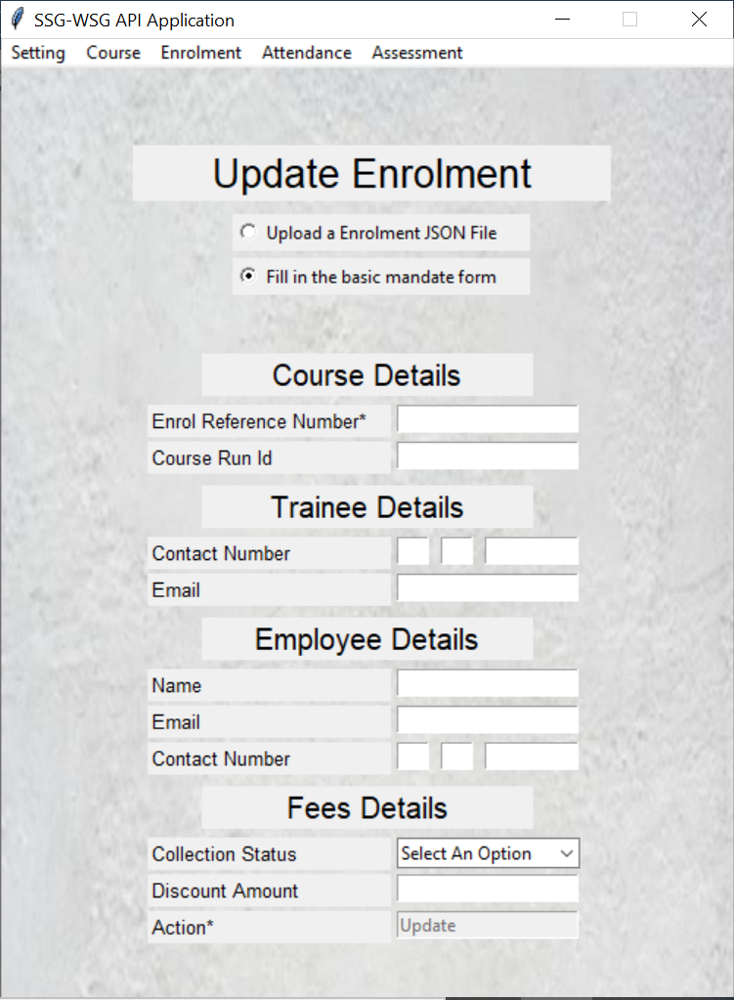 SSG-WSG API Application
Setting Course Enrolment Attendance Assessment
Update Enrolment
Upload a Enrolment JSON File
Fill in the basic mandate form
Course Details
Enrol Reference Number*
Course Run Id
Trainee Details
Contact Number
Email
Employee Details
Name
Email
Contact Number
Fees Details
Collection Status Select An Option
Discount Amount
Action* Update